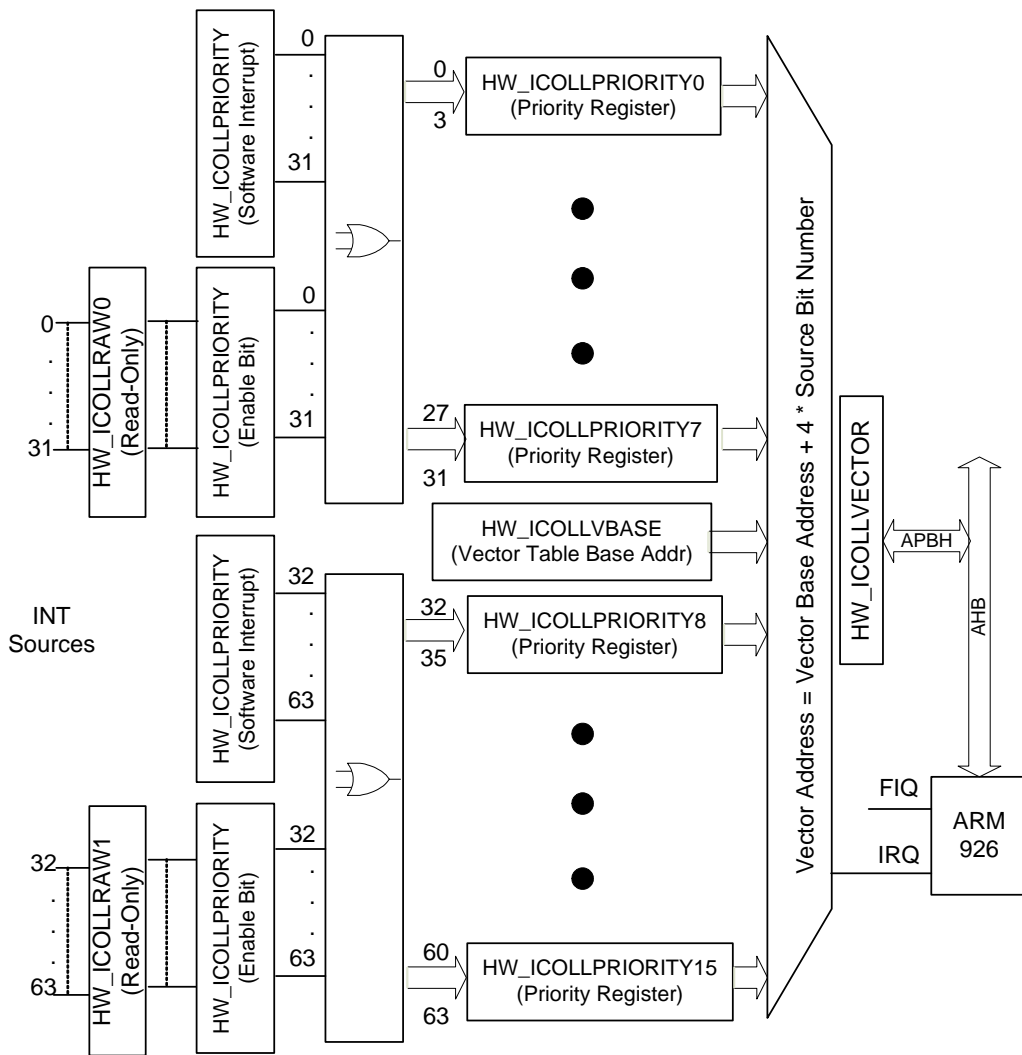 HW_ICOLLPRIORITY
(Software Interrupt)
0
.
.
.
31
0
3
HW_ICOLLPRIORITY0
(Priority Register)
0
.
.
.
.
31
HW_ICOLLRAW0
(Read-Only)
HW_ICOLLPRIORITY
(Enable Bit)
0
.
.
.
31
27
31
HW_ICOLLPRIORITY7
(Priority Register)
HW_ICOLLVBASE
(Vector Table Base Addr)
INT
Sources
HW_ICOLLPRIORITY
(Software Interrupt)
32
.
.
.
63
32
35
HW_ICOLLPRIORITY8
(Priority Register)
32
.
.
.
.
63
HW_ICOLLRAW1
(Read-Only)
HW_ICOLLPRIORITY
(Enable Bit)
32
.
.
.
63
60
63
HW_ICOLLPRIORITY15
(Priority Register)
Vector Address = Vector Base Address + 4 * Source Bit Number
HW_ICOLLVECTOR
APBH
AHB
FIQ
IRQ
ARM
926